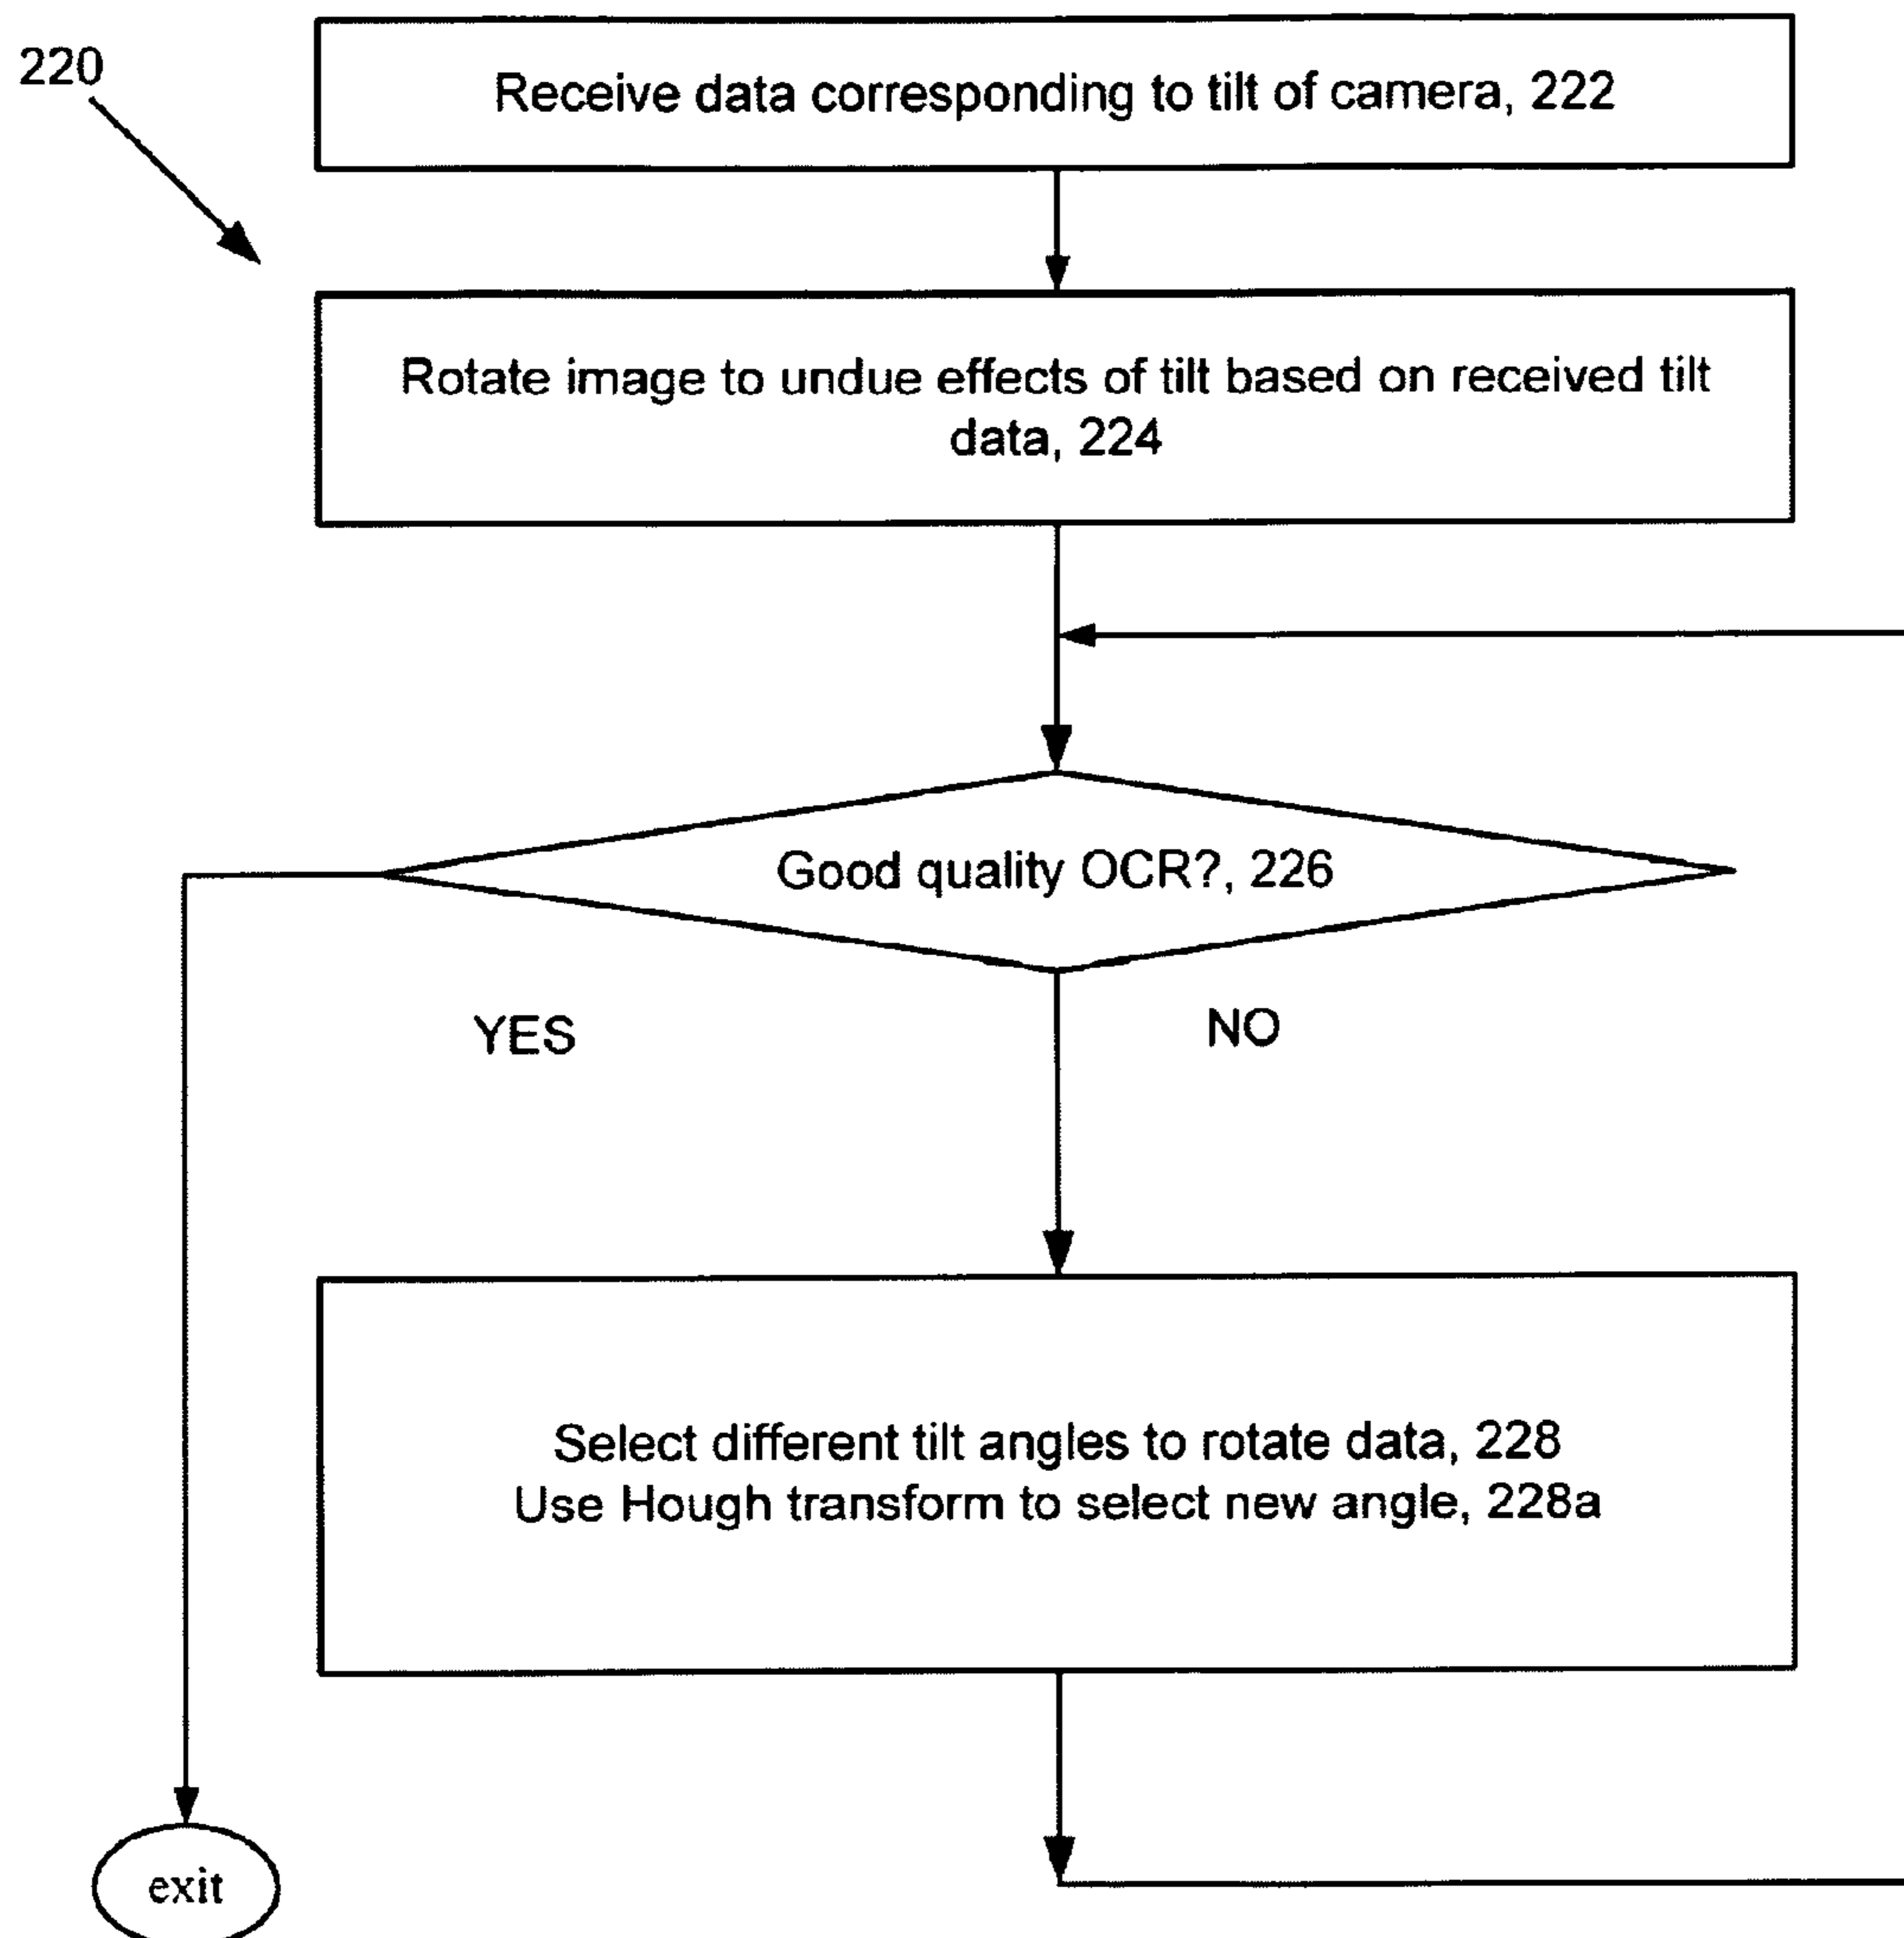 220
Receive data corresponding to tilt of camera, 222
Rotate image to undue effects of tilt based on received tilt
data, 224
Good quality OCR?, 226
YES
NO
Select different tilt angles to rotate data, 228
Use Hough transform to select new angle, 228a
exit